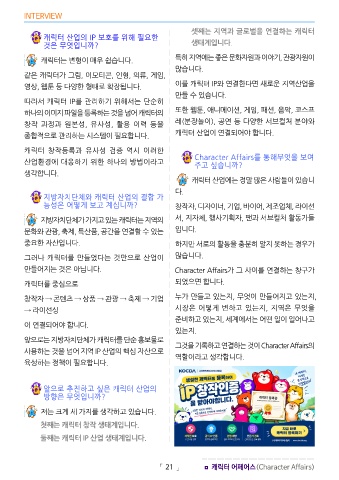 INTERVIEW
캐릭터 산업의 IP 보호를 위해 필요한
것은 무엇입니까?
캐릭터는 변형이 매우 쉽습니다.
같은 캐릭터가 그림, 이모티콘, 인형, 의류, 게임,
영상, 웹툰 등 다양한 형태로 확장됩니다.
따라서 캐릭터 IP를 관리하기 위해서는 단순히
하나의 이미지 파일을 등록하는 것을 넘어 캐릭터의
창작 과정과 원본성, 유사성, 활용 이력 등을
종합적으로 관리하는 시스템이 필요합니다.
캐릭터 창작등록과 유사성 검증 역시 이러한
산업환경에 대응하기 위한 하나의 방법이라고
생각합니다.
지방자치단체와 캐릭터 산업의 결합 가
능성은 어떻게 보고 계십니까?
지방자치단체가 가지고 있는 캐릭터는 지역의
문화와 관광, 축제, 특산품, 공간을 연결할 수 있는
중요한 자산입니다.
그러나 캐릭터를 만들었다는 것만으로 산업이
만들어지는 것은 아닙니다.
캐릭터를 중심으로
창작자 → 콘텐츠 → 상품 → 관광 → 축제 → 기업
→ 라이선싱
이 연결되어야 합니다.
앞으로는 지방자치단체가 캐릭터를 단순 홍보물로
사용하는 것을 넘어 지역 IP 산업의 핵심 자산으로
육성하는 정책이 필요합니다.
앞으로 추진하고 싶은 캐릭터 산업의
방향은 무엇입니까?
저는 크게 세 가지를 생각하고 있습니다.
첫째는 캐릭터 창작 생태계입니다.
둘째는 캐릭터 IP 산업 생태계입니다.
셋째는 지역과 글로벌을 연결하는 캐릭터
생태계입니다.
특히 지역에는 좋은 문화자원과 이야기, 관광자원이
많습니다.
이를 캐릭터 IP와 연결한다면 새로운 지역산업을
만들 수 있습니다.
또한 웹툰, 애니메이션, 게임, 패션, 음악, 코스프
레(분장놀이), 공연 등 다양한 서브컬처 분야와
캐릭터 산업이 연결되어야 합니다.
Character Affairs를 통해무엇을 보여
주고 싶습니까?
캐릭터 산업에는 정말 많은 사람들이 있습니
다.
창작자, 디자이너, 기업, 바이어, 제조업체, 라이선
서, 지자체, 행사기획자, 팬과 서브컬처 활동가들
입니다.
하지만 서로의 활동을 충분히 알지 못하는 경우가
많습니다.
Character Affairs가 그 사이를 연결하는 창구가
되었으면 합니다.
누가 만들고 있는지, 무엇이 만들어지고 있는지,
시장은 어떻게 변하고 있는지, 지역은 무엇을
준비하고 있는지, 세계에서는 어떤 일이 일어나고
있는지.
그것을 기록하고 연결하는 것이 Character Affairs의
역할이라고 생각합니다.
KOCDA
IP 창작인증
을 받아야합니다.
「 21 」
캐릭터 어페어스(Character Affairs)